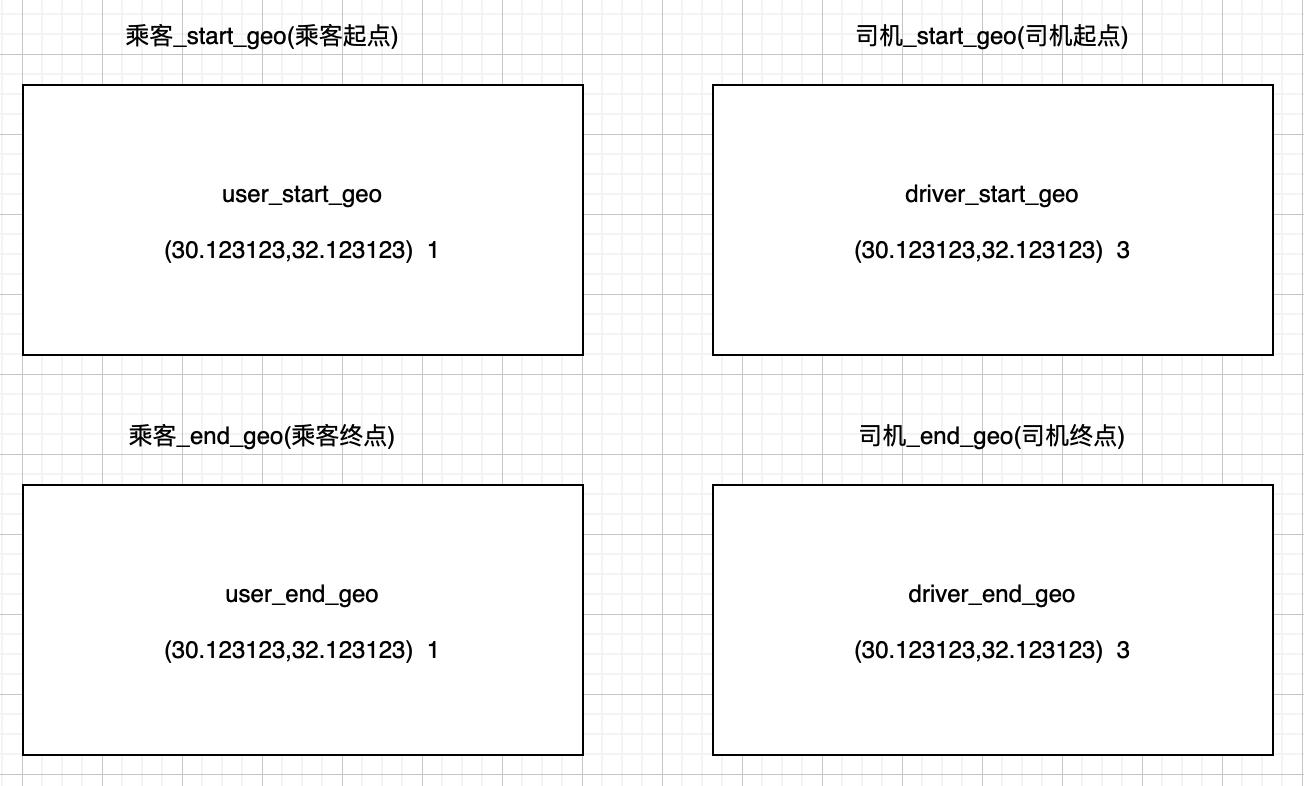 乘客_start_geo(乘客起点)
司机_start_geo(司机起点)
user_start_geo
(30.123123,32.123123)  1
driver_start_geo
(30.123123,32.123123)  3
乘客_end_geo(乘客终点)
司机_end_geo(司机终点)
user_end_geo
(30.123123,32.123123)  1
driver_end_geo
(30.123123,32.123123)  3